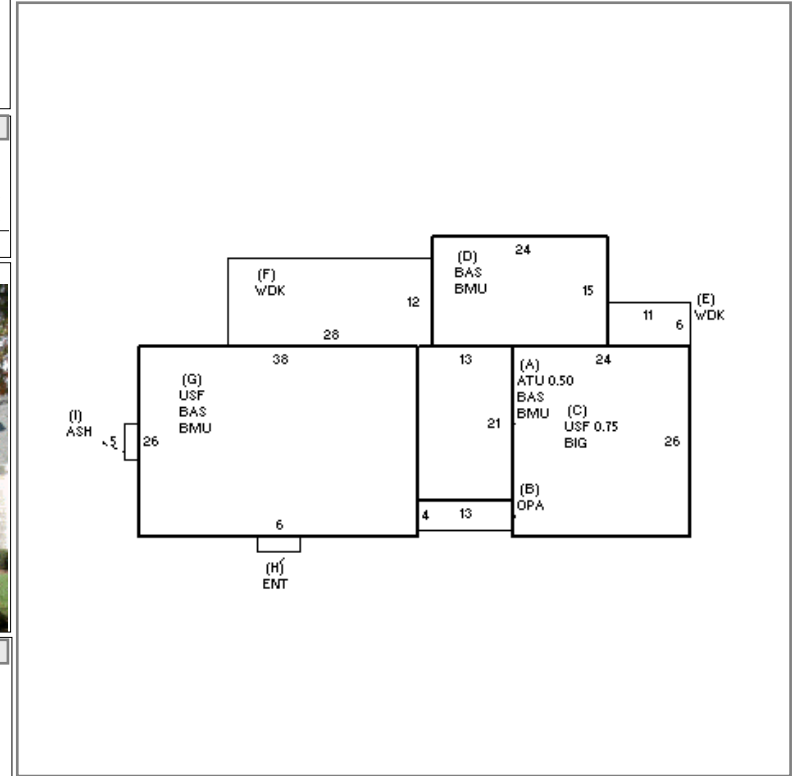 24
(D)
BAS
BMU
15
(F)
WDK
12
28
(E)
WDK
11
6
38
13
24
(G)
USF
BAS
BMU
(A)
ATU 0.50
BAS
BMU
(C)
USF 0.75
BIG
21
26
(I)
ASH
5
26
(B)
OPA
4
13
6
(H)
ENT